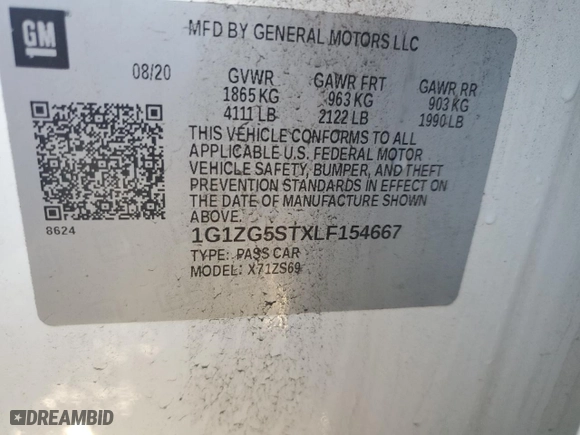 GM
MFD BY GENERAL MOTORS LLC
08/20
GVWR
1865 KG
4111 LB
GAWR FRT
963 KG
2122 LB
GAWR RR
903 KG
1990 LB
THIS VEHICLE CONFORMS TO ALL
APPLICABLE U.S. FEDERAL MOTOR
VEHICLE SAFETY, BUMPER, AND THEFT
PREVENTION STANDARDS IN EFFECT ON
THE DATE OF MANUFACTURE SHOWN
ABOVE.
8624
1G1ZG5STXLF154667
TYPE: PASS CAR
MODEL: X71ZS69
DREAMBID